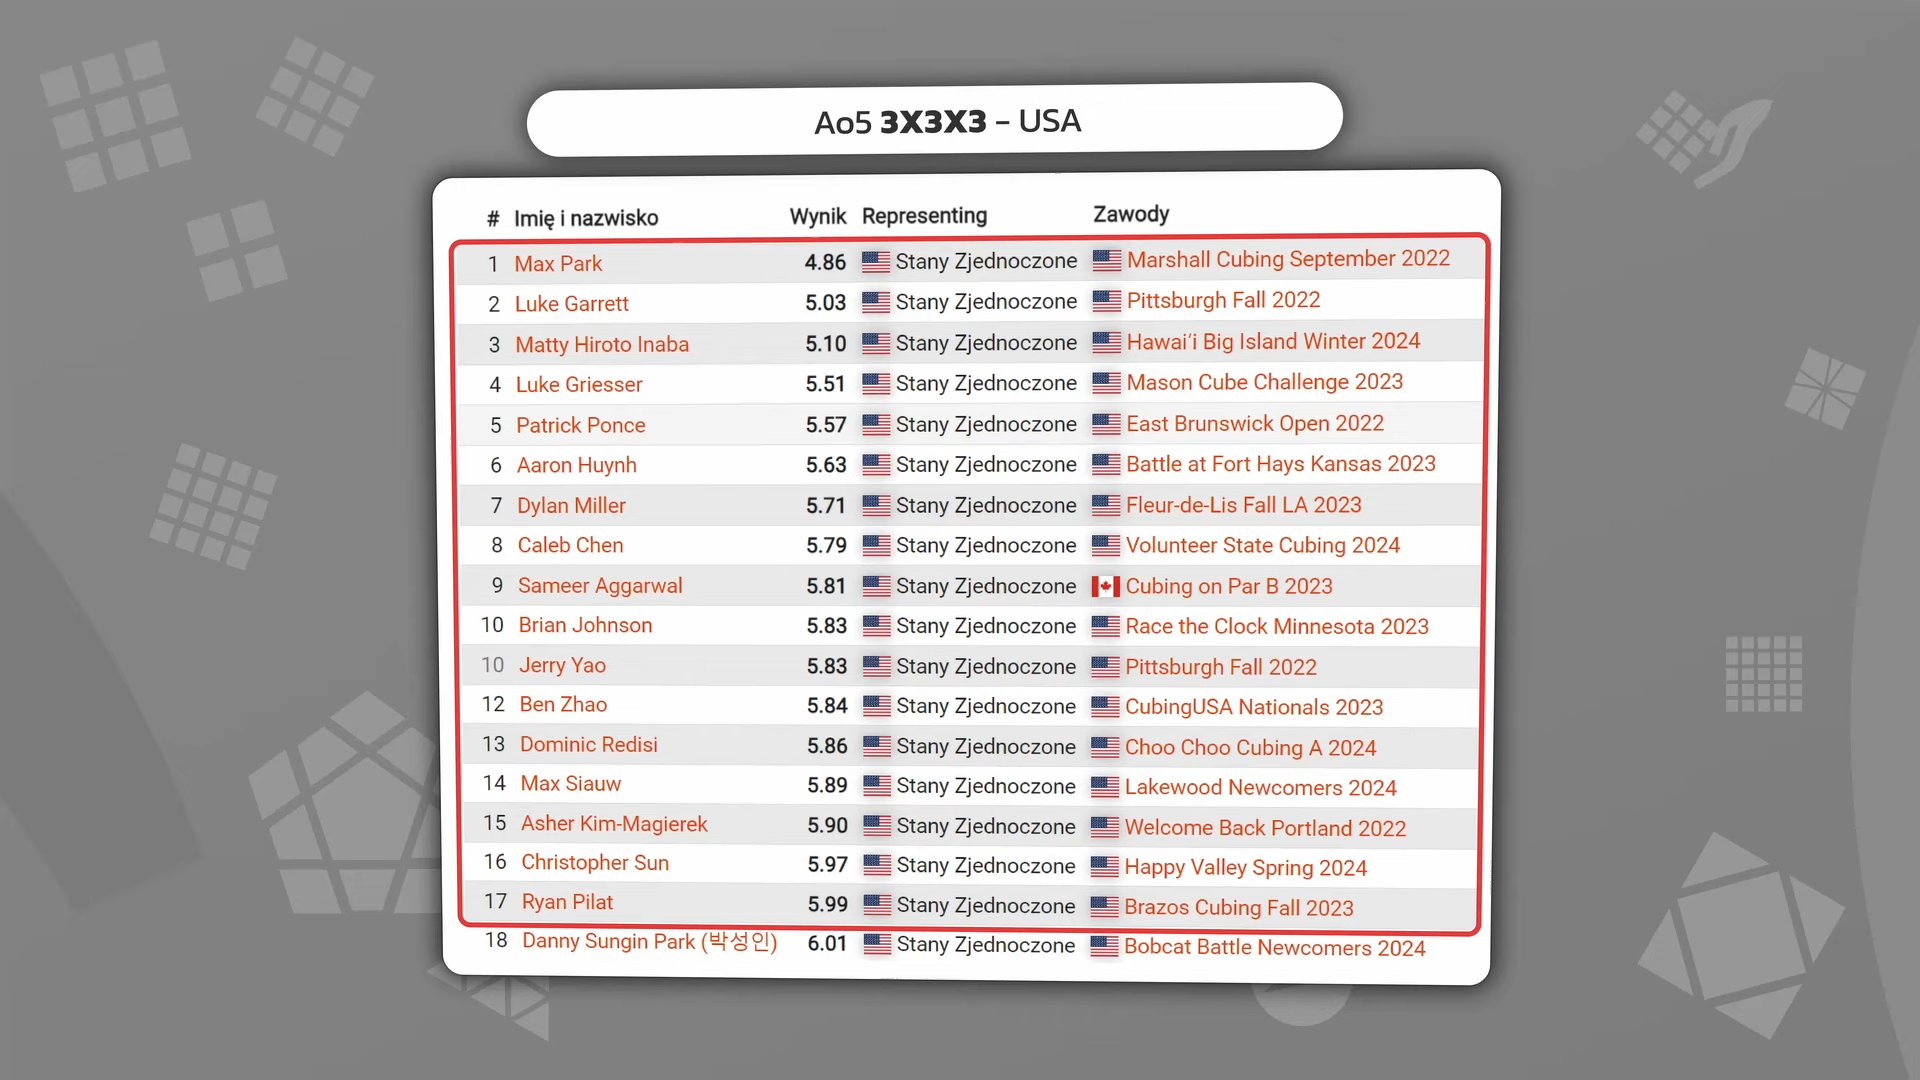 Ao5 3X3X3 – USA
# Imię i nazwisko Wynik Representing Zawody
1 Max Park 4.86 Stany Zjednoczone Marshall Cubing September 2022
2 Luke Garrett 5.03 Stany Zjednoczone Pittsburgh Fall 2022
3 Matty Hiroto Inaba 5.10 Stany Zjednoczone Hawaiʻi Big Island Winter 2024
4 Luke Griesser 5.51 Stany Zjednoczone Mason Cube Challenge 2023
5 Patrick Ponce 5.57 Stany Zjednoczone East Brunswick Open 2022
6 Aaron Huynh 5.63 Stany Zjednoczone Battle at Fort Hays Kansas 2023
7 Dylan Miller 5.71 Stany Zjednoczone Fleur-de-Lis Fall LA 2023
8 Caleb Chen 5.79 Stany Zjednoczone Volunteer State Cubing 2024
9 Sameer Aggarwal 5.81 Stany Zjednoczone Cubing on Par B 2023
10 Brian Johnson 5.83 Stany Zjednoczone Race the Clock Minnesota 2023
10 Jerry Yao 5.83 Stany Zjednoczone Pittsburgh Fall 2022
12 Ben Zhao 5.84 Stany Zjednoczone CubingUSA Nationals 2023
13 Dominic Redisi 5.86 Stany Zjednoczone Choo Choo Cubing A 2024
14 Max Siauw 5.89 Stany Zjednoczone Lakewood Newcomers 2024
15 Asher Kim-Magierek 5.90 Stany Zjednoczone Welcome Back Portland 2022
16 Christopher Sun 5.97 Stany Zjednoczone Happy Valley Spring 2024
17 Ryan Pilat 5.99 Stany Zjednoczone Brazos Cubing Fall 2023
18 Danny Sungin Park (박성인) 6.01 Stany Zjednoczone Bobcat Battle Newcomers 2024